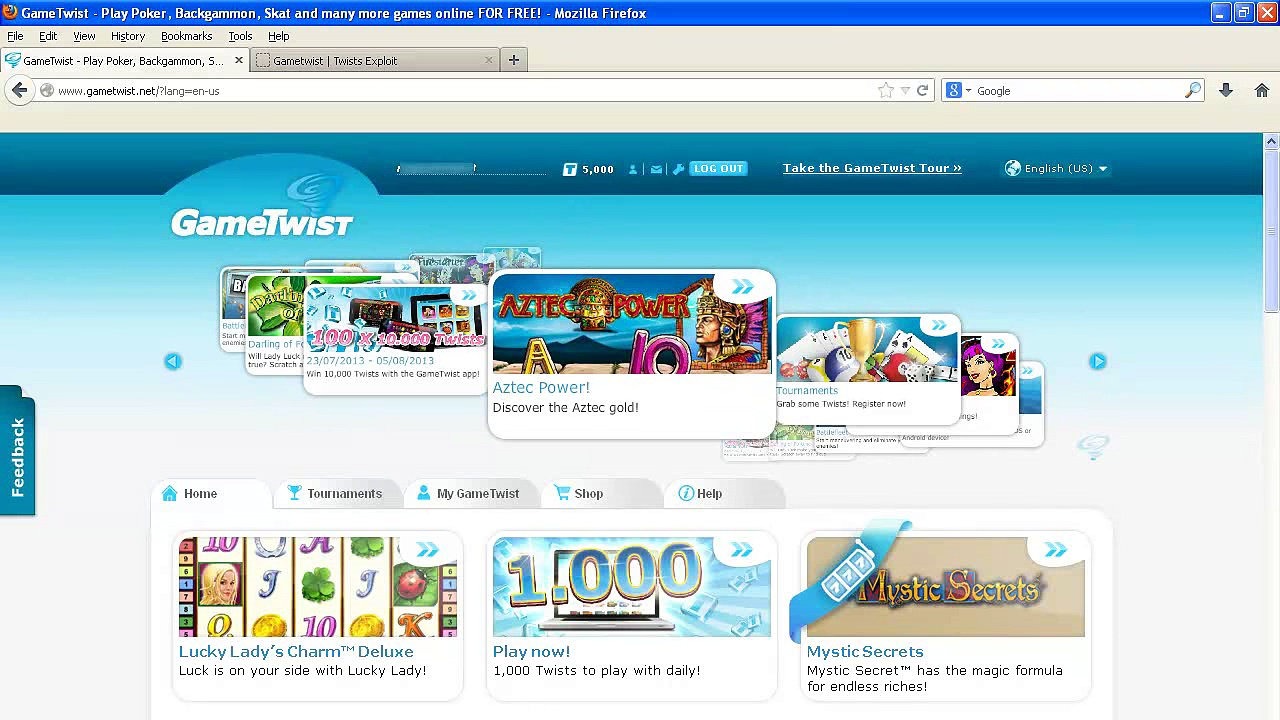 GameTwist - Play Poker, Backgammon, Skat and many more games online FOR FREE! - Mozilla Firefox
File Edit View History Bookmarks Tools Help
GameTwist - Play Poker, Backgammon, S...
Gametwist | Twists Exploit
www.gametwist.net/?lang=en-us
Google
T 5,000
LOG OUT
Take the GameTwist Tour »
English (US)
GameTwist
Darling of
Will Lady Luck
true? Scratch
100 X 10.000 Twists
23/07/2013 - 05/08/2013
Win 10,000 Twists with the GameTwist app!
AZTEC POWER
A 10
Aztec Power!
Discover the Aztec gold!
Tournaments
Grab some Twists! Register now!
Android device!
Feedback
Home
Tournaments
My GameTwist
Shop
Help
Lucky Lady's Charm™ Deluxe
Luck is on your side with Lucky Lady!
1.000
Play now!
1,000 Twists to play with daily!
777
Mystic Secrets
Mystic Secrets
Mystic Secret™ has the magic formula
for endless riches!